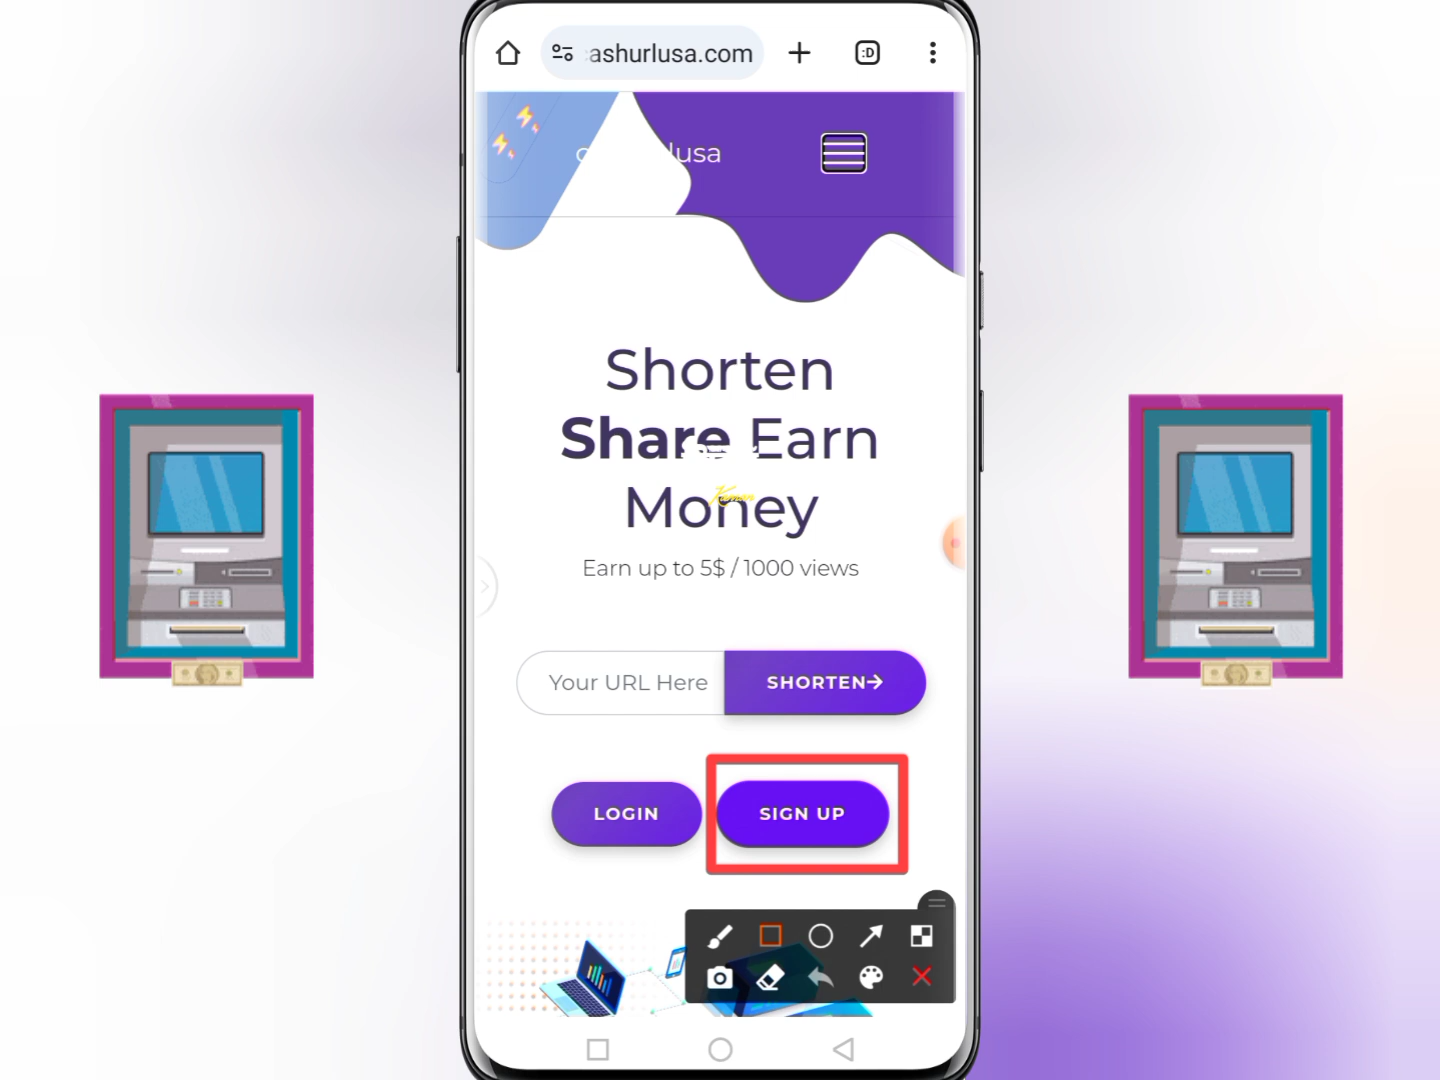 ashurlusa.com
lusa
Shorten
Share Earn
Money
Earn up to 5$ / 1000 views
Your URL Here
SHORTEN→
LOGIN
SIGN UP